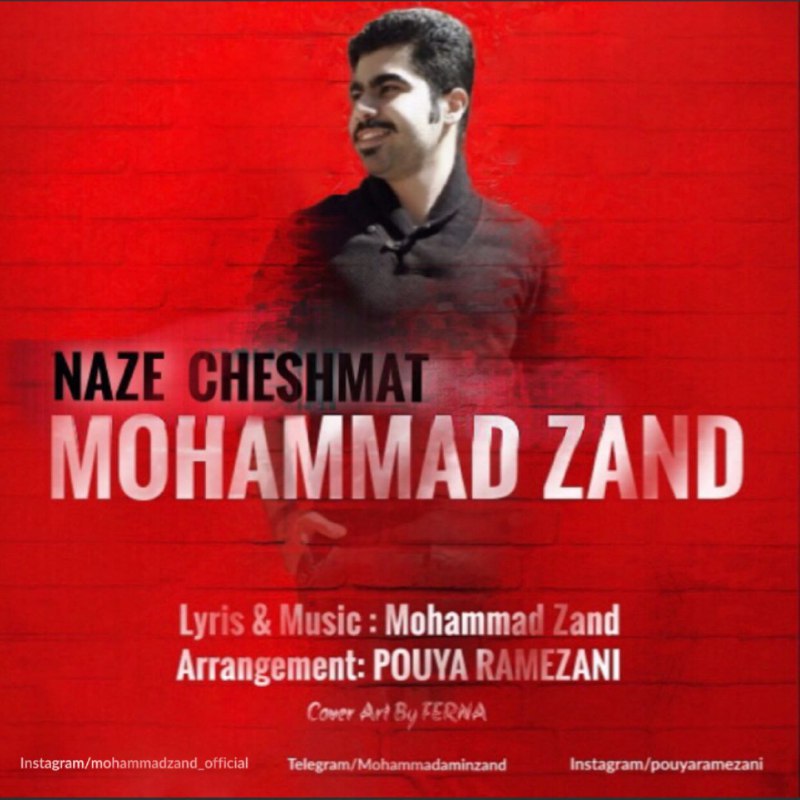 NAZE CHESHMAT
MOHAMMAD ZAND
Lyris & Music : Mohammad Zand
Arrangement: POUYA RAMEZANI
Cover Art By FERNA
Instagram/mohammadzand_official Telegram/Mohammadaminzand Instagram/pouyaramezani